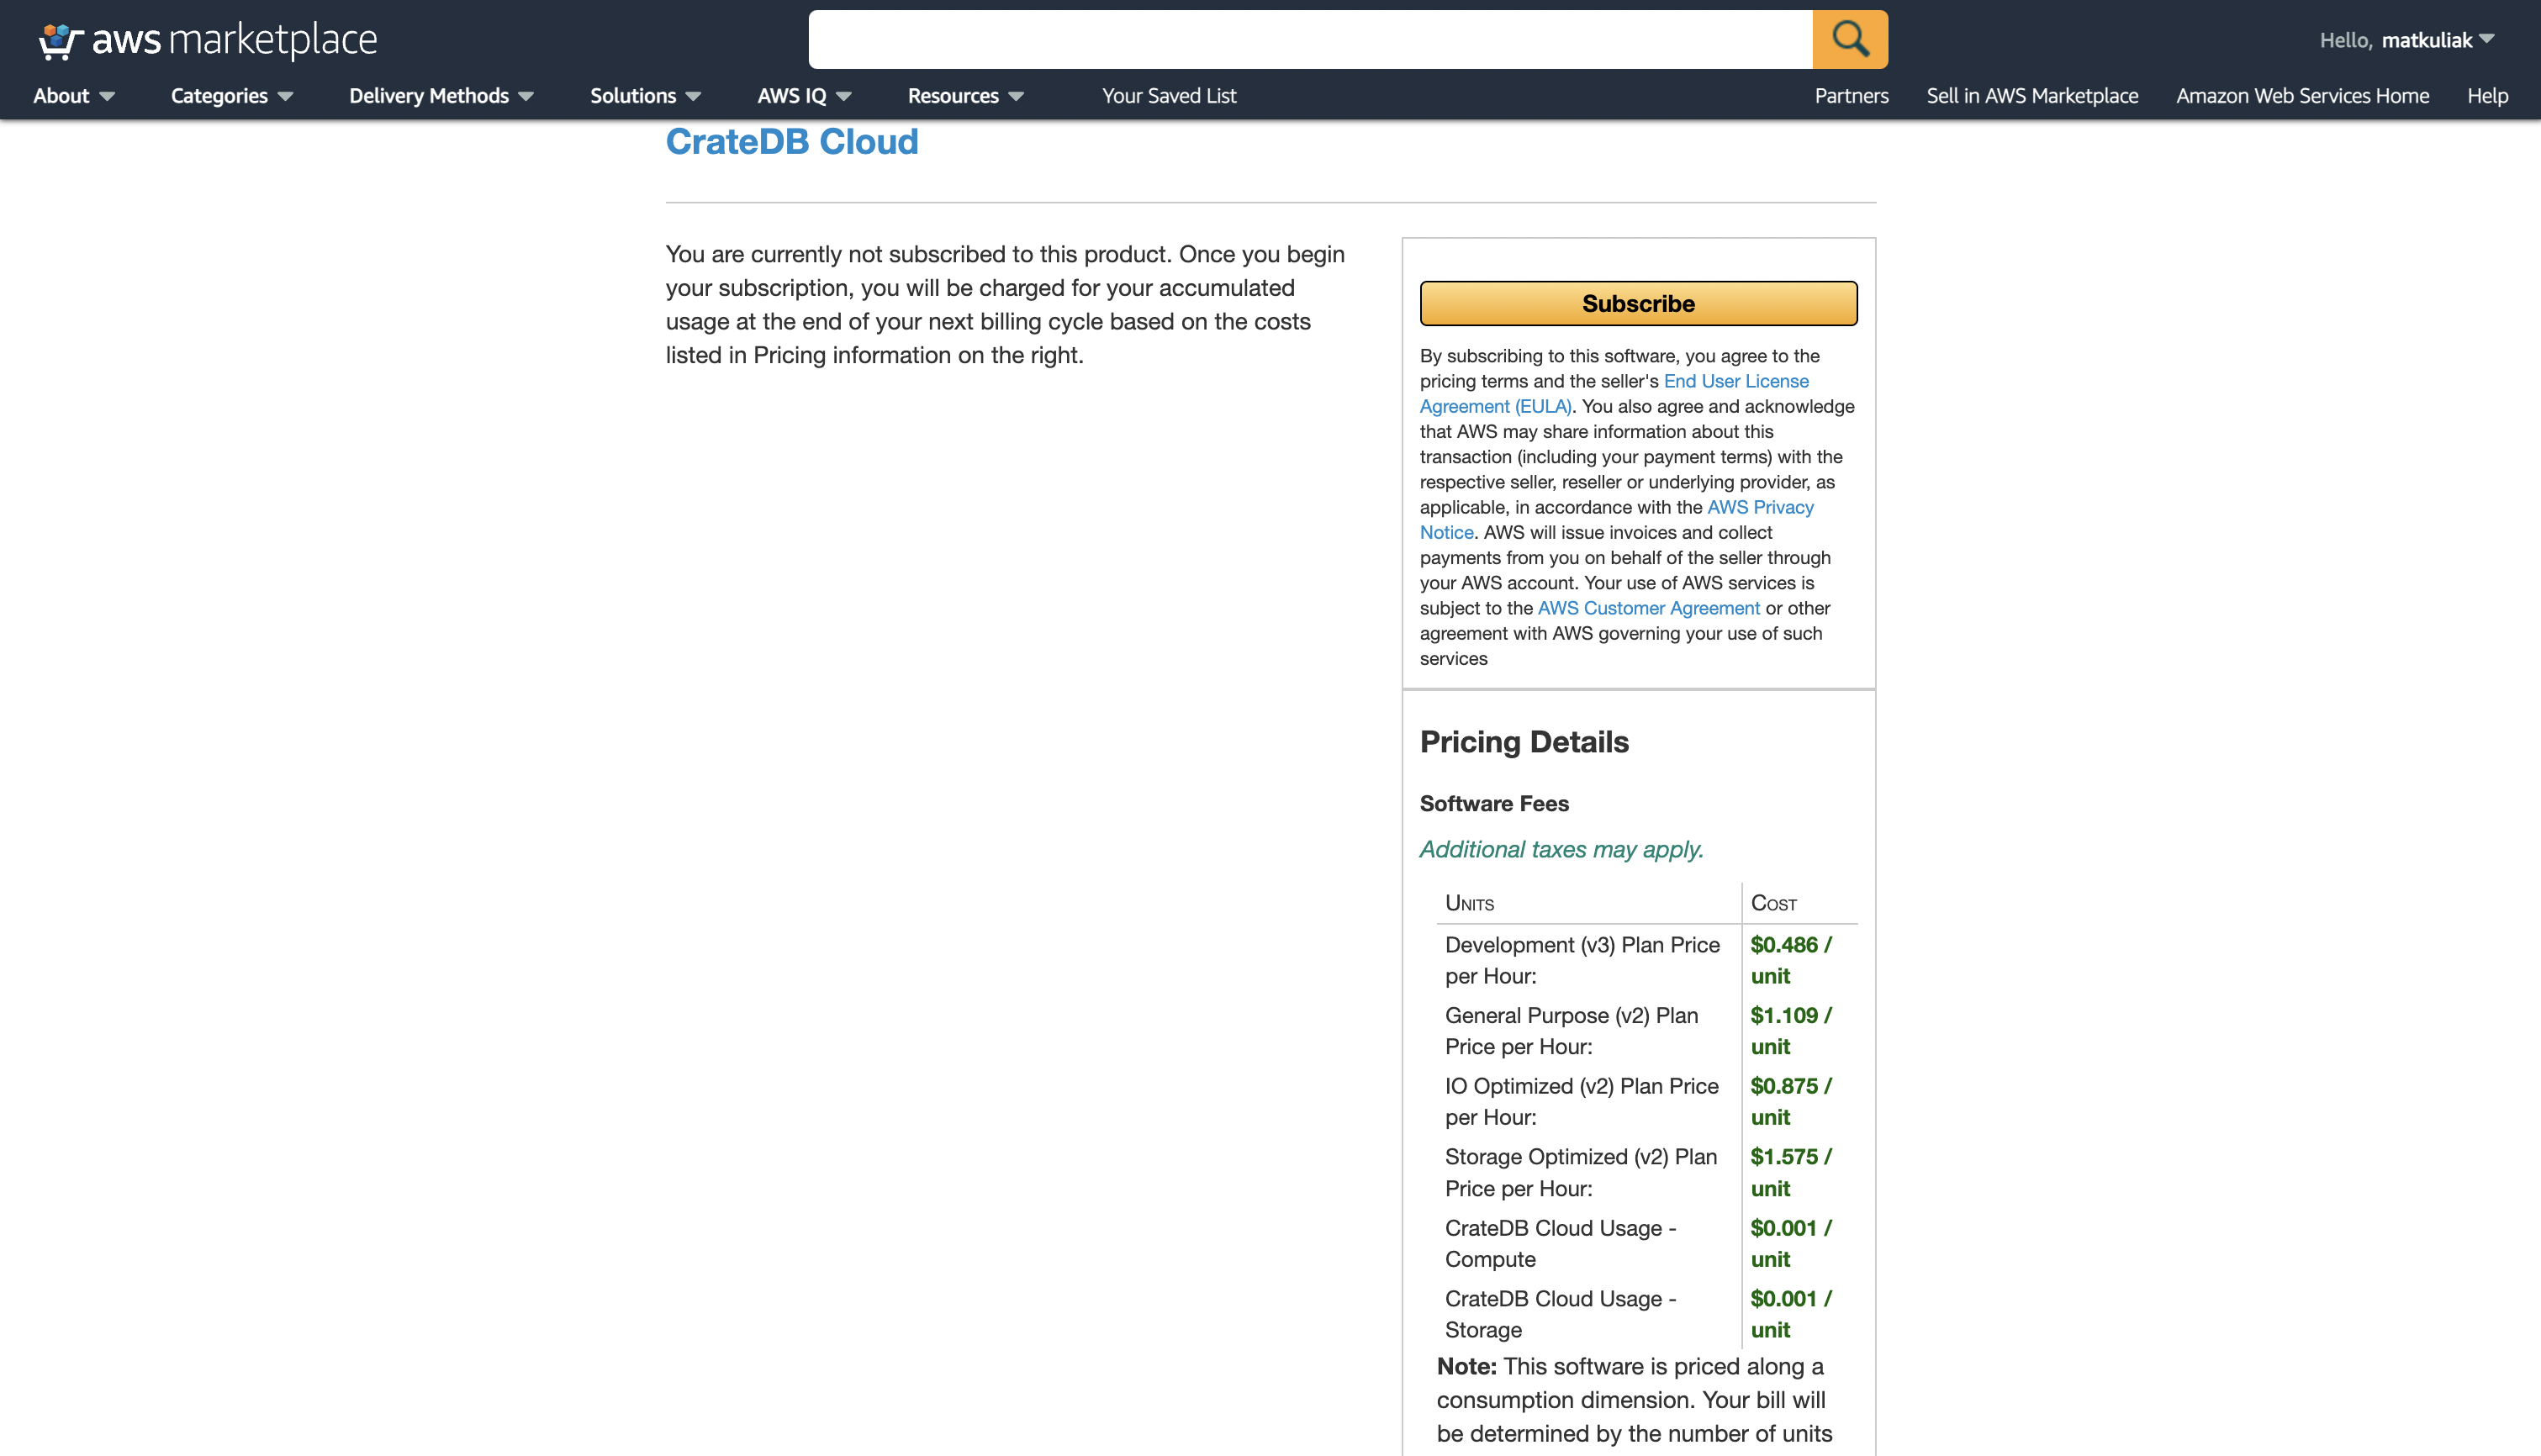 aws marketplace
Hello, matkuliak
About
Categories
Delivery Methods
Solutions
AWS IQ
Resources
Your Saved List
Partners
Sell in AWS Marketplace
Amazon Web Services Home
Help
CrateDB Cloud
You are currently not subscribed to this product. Once you begin
your subscription, you will be charged for your accumulated
usage at the end of your next billing cycle based on the costs
listed in Pricing information on the right.
Subscribe
By subscribing to this software, you agree to the
pricing terms and the seller's End User License
Agreement (EULA). You also agree and acknowledge
that AWS may share information about this
transaction (including your payment terms) with the
respective seller, reseller or underlying provider, as
applicable, in accordance with the AWS Privacy
Notice. AWS will issue invoices and collect
payments from you on behalf of the seller through
your AWS account. Your use of AWS services is
subject to the AWS Customer Agreement or other
agreement with AWS governing your use of such
services
Pricing Details
Software Fees
Additional taxes may apply.
Units Cost
Development (v3) Plan Price $0.486 /
per Hour: unit
General Purpose (v2) Plan $1.109 /
Price per Hour: unit
IO Optimized (v2) Plan Price $0.875 /
per Hour: unit
Storage Optimized (v2) Plan $1.575 /
Price per Hour: unit
CrateDB Cloud Usage - $0.001 /
Compute unit
CrateDB Cloud Usage - $0.001 /
Storage unit
Note: This software is priced along a
consumption dimension. Your bill will
be determined by the number of units